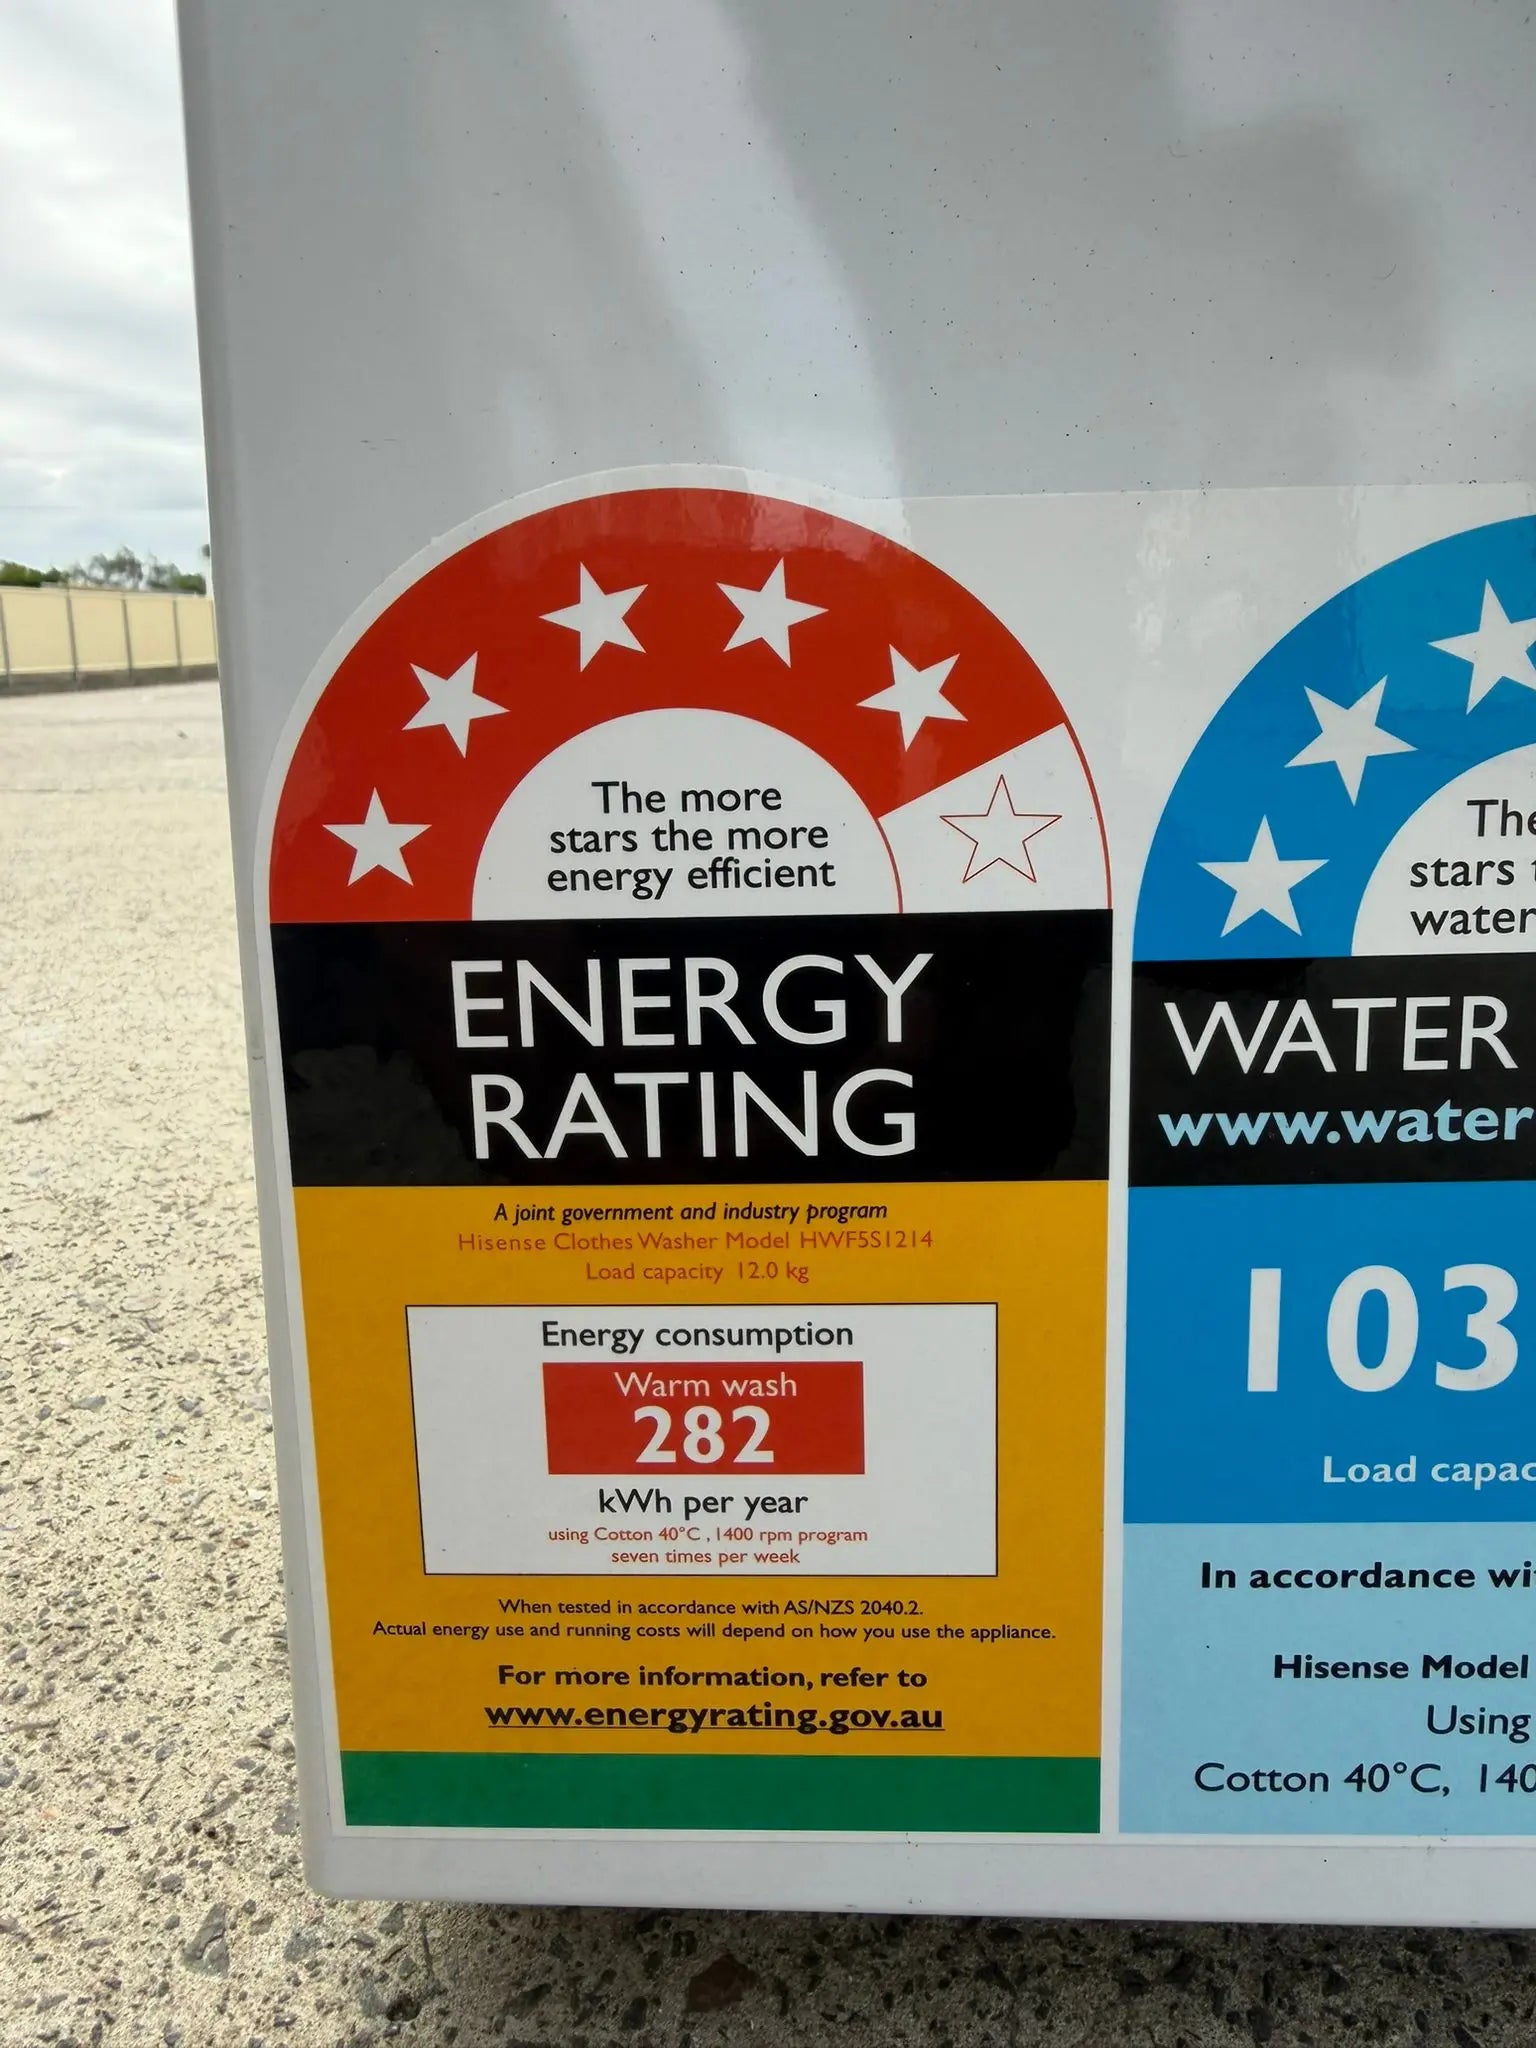 The more
stars the more
energy efficient
ENERGY
RATING
A joint government and industry program
Hisense Clothes Washer Model HWF5S1214
Load capacity 12.0 kg
Energy consumption
Warm wash
282
kWh per year
using Cotton 40°C , 1400 rpm program
seven times per week
When tested in accordance with AS/NZS 2040.2.
Actual energy use and running costs will depend on how you use the appliance.
For more information, refer to
www.energyrating.gov.au
The
stars
water
WATER
www.water
103
Load capac
In accordance wi
Hisense Model
Using
Cotton 40°C, 140